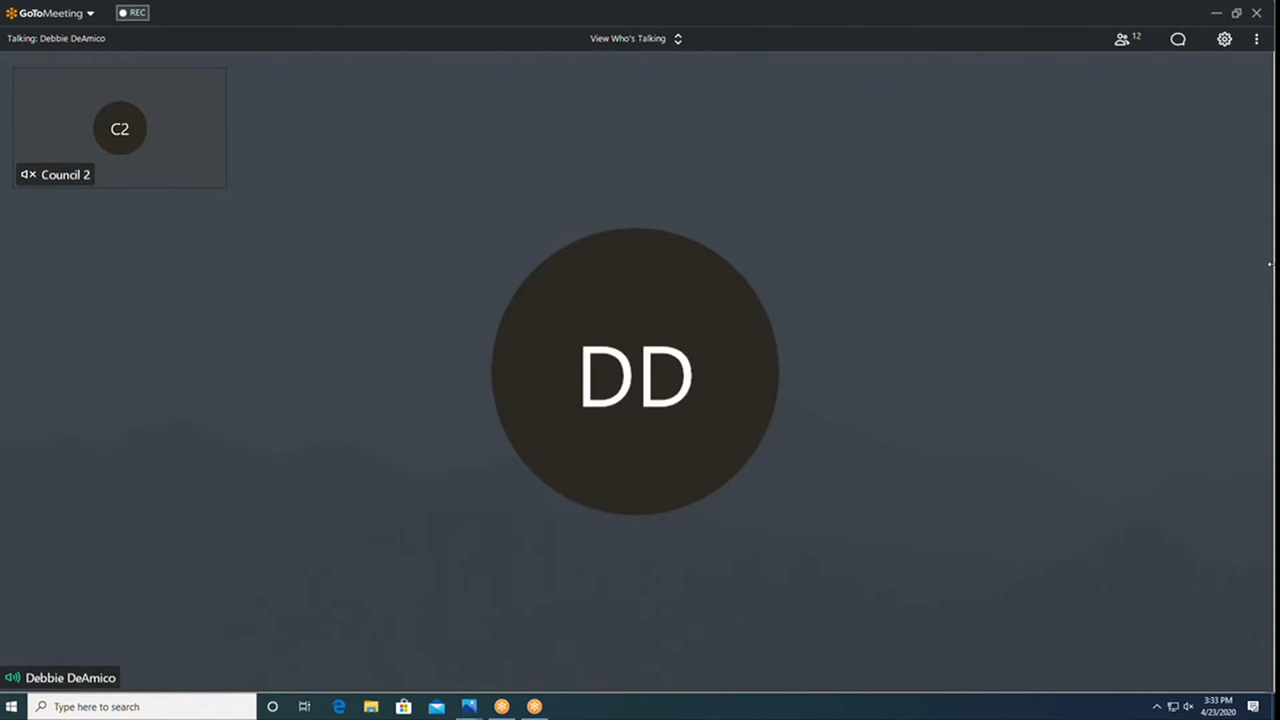 GoToMeeting
REC
Talking: Debbie DeAmico
View Who's Talking
12
C2
Council 2
DD
Debbie DeAmico
Type here to search
3:33 PM
4/23/2020